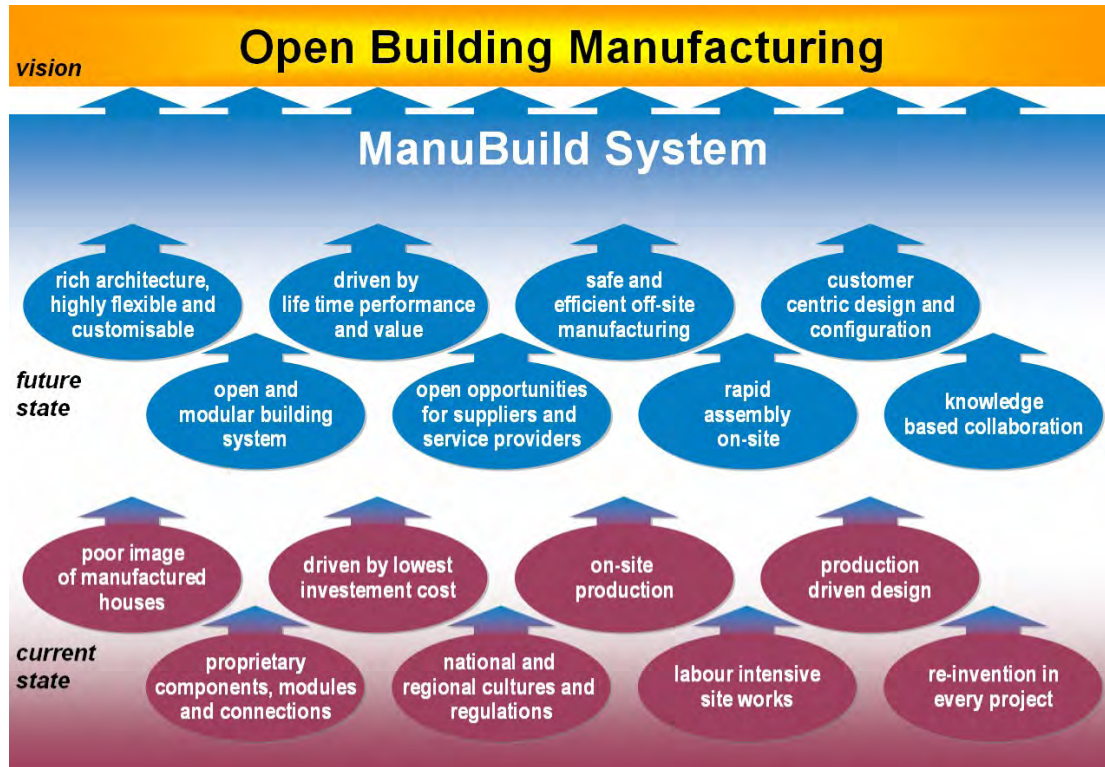 Open Building Manufacturing
vision
ManuBuild System
rich architecture,
highly flexible and
customisable
driven by
life time performance
and value
safe and
efficient off-site
manufacturing
customer
centric design and
configuration
future
state
open and
modular building
system
open opportunities
for suppliers and
service providers
rapid
assembly
on-site
knowledge
based collaboration
poor image
of manufactured
houses
driven by lowest
investement cost
on-site
production
production
driven design
current
state
proprietary
components, modules
and connections
national and
regional cultures and
regulations
labour intensive
site works
re-invention in
every project